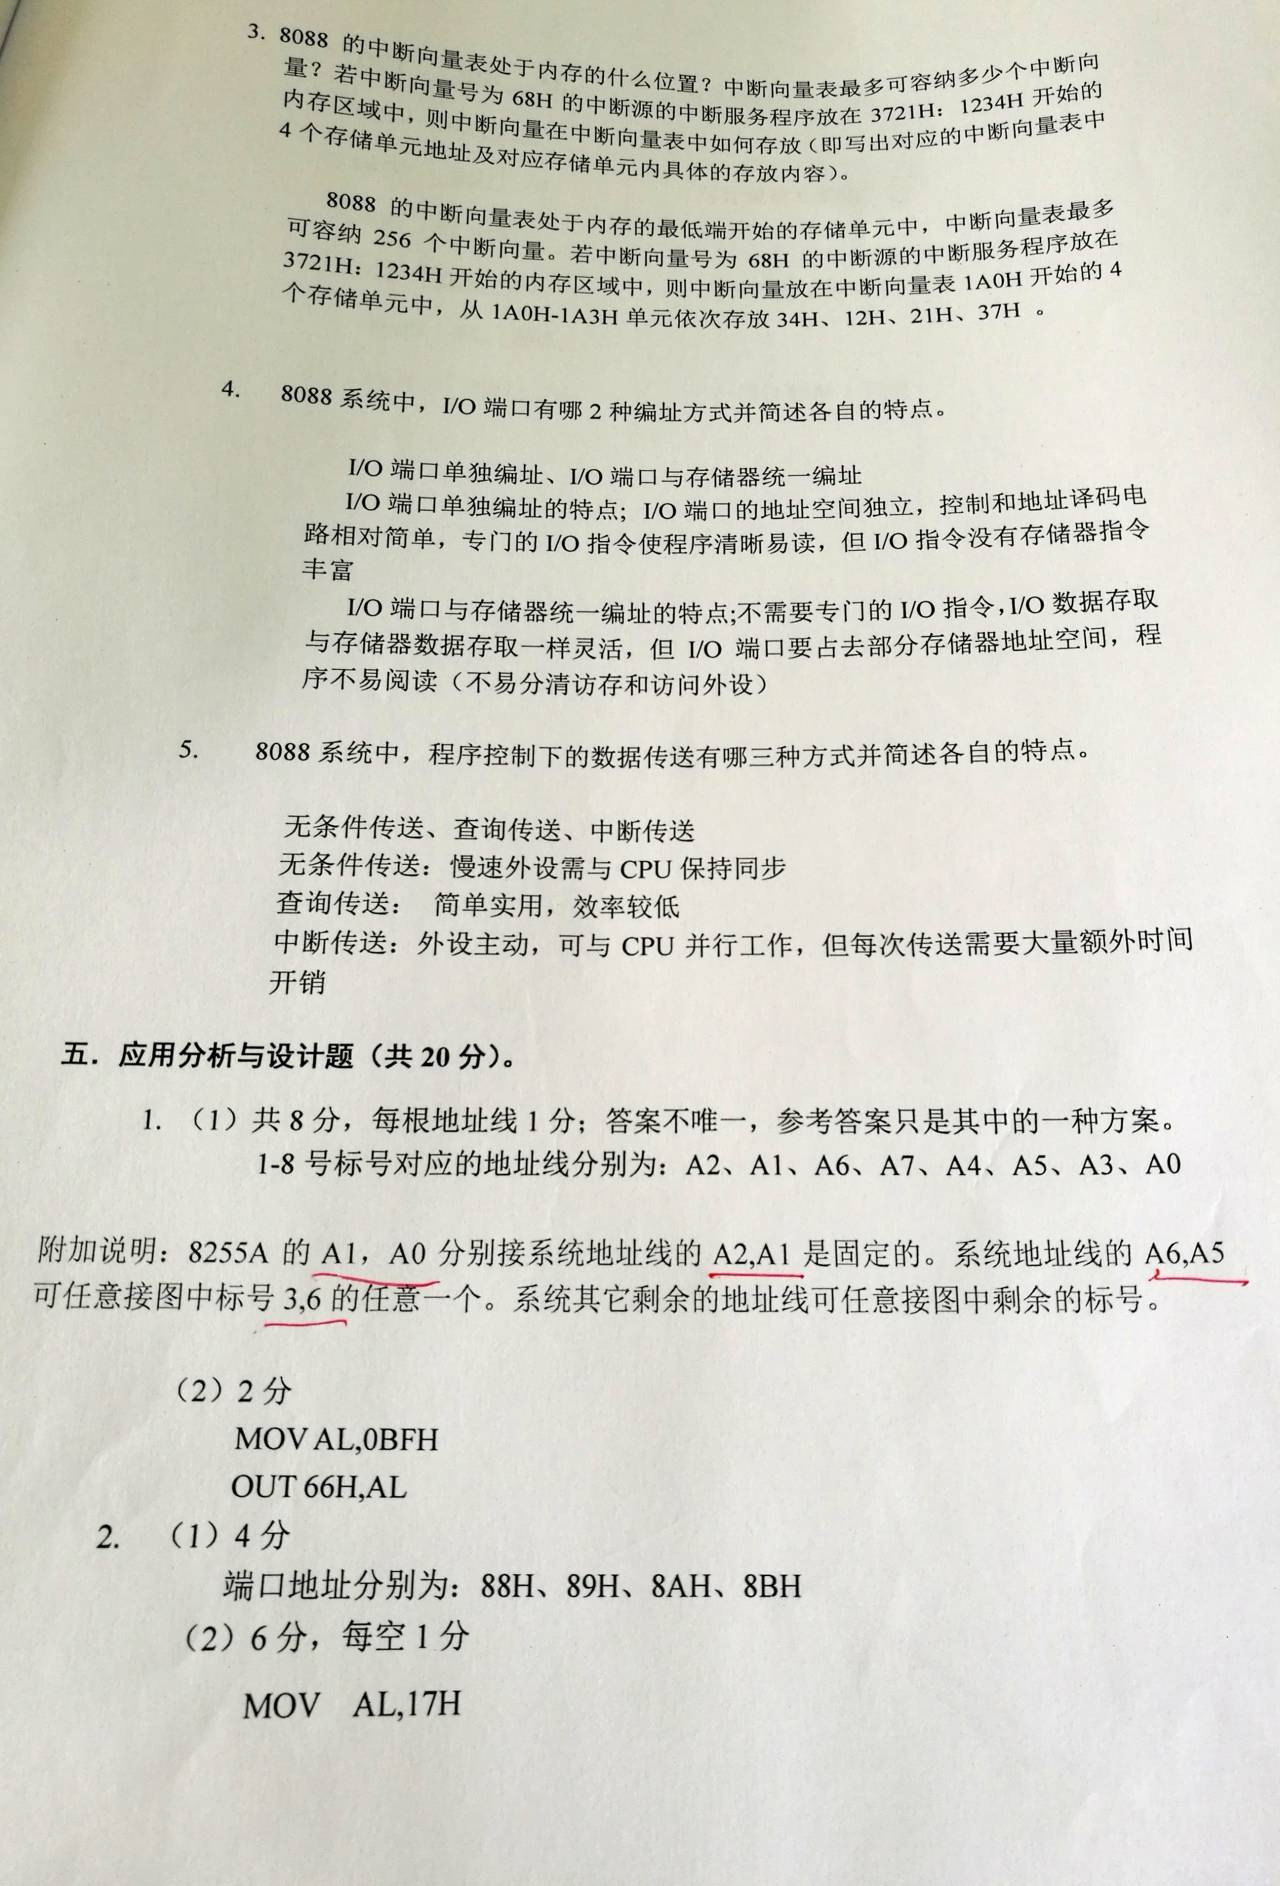 3. 8088 的中断向量表处于内存的什么位置？中断向量表最多可容纳多少个中断向
量？若中断向量号为 68H 的中断源的中断服务程序放在 3721H：1234H 开始的
内存区域中，则中断向量在中断向量表中如何存放（即写出对应的中断向量表中
4 个存储单元地址及对应存储单元内具体的存放内容）。
8088 的中断向量表处于内存的最低端开始的存储单元中，中断向量表最多
可容纳 256 个中断向量。若中断向量号为 68H 的中断源的中断服务程序放在
3721H：1234H 开始的内存区域中，则中断向量放在中断向量表 1A0H 开始的 4
个存储单元中，从 1A0H-1A3H 单元依次存放 34H、12H、21H、37H 。
4. 8088 系统中，I/O 端口有哪 2 种编址方式并简述各自的特点。
I/O 端口单独编址、I/O 端口与存储器统一编址
I/O 端口单独编址的特点；I/O 端口的地址空间独立，控制和地址译码电
路相对简单，专门的 I/O 指令使程序清晰易读，但 I/O 指令没有存储器指令
丰富
I/O 端口与存储器统一编址的特点;不需要专门的 I/O 指令，I/O 数据存取
与存储器数据存取一样灵活，但 I/O 端口要占去部分存储器地址空间，程
序不易阅读（不易分清访存和访问外设）
5. 8088 系统中，程序控制下的数据传送有哪三种方式并简述各自的特点。
无条件传送、查询传送、中断传送
无条件传送：慢速外设需与 CPU 保持同步
查询传送： 简单实用，效率较低
中断传送：外设主动，可与 CPU 并行工作，但每次传送需要大量额外时间
开销
五．应用分析与设计题（共 20 分）。
1. （1）共 8 分，每根地址线 1 分；答案不唯一，参考答案只是其中的一种方案。
1-8 号标号对应的地址线分别为：A2、A1、A6、A7、A4、A5、A3、A0
附加说明：8255A 的 A1，A0 分别接系统地址线的 A2,A1 是固定的。系统地址线的 A6,A5
可任意接图中标号 3,6 的任意一个。系统其它剩余的地址线可任意接图中剩余的标号。
（2）2 分
MOV AL,0BFH
OUT 66H,AL
2. （1）4 分
端口地址分别为：88H、89H、8AH、8BH
（2）6 分，每空 1 分
MOV AL,17H